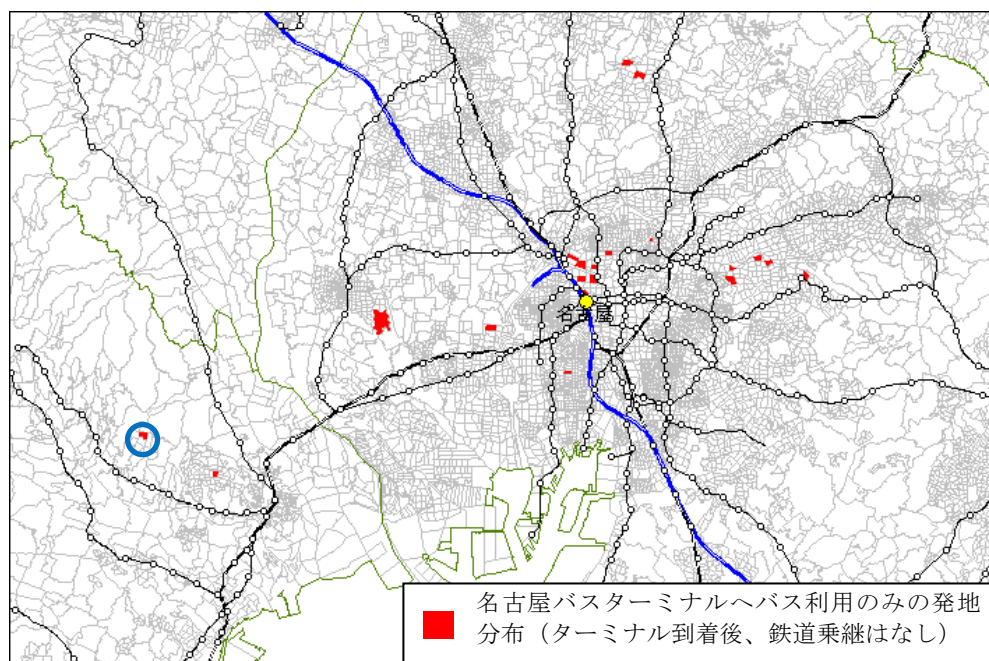 名古屋
名古屋バスターミナルへバス利用のみの発地
分布（ターミナル到着後、鉄道乗継はなし）